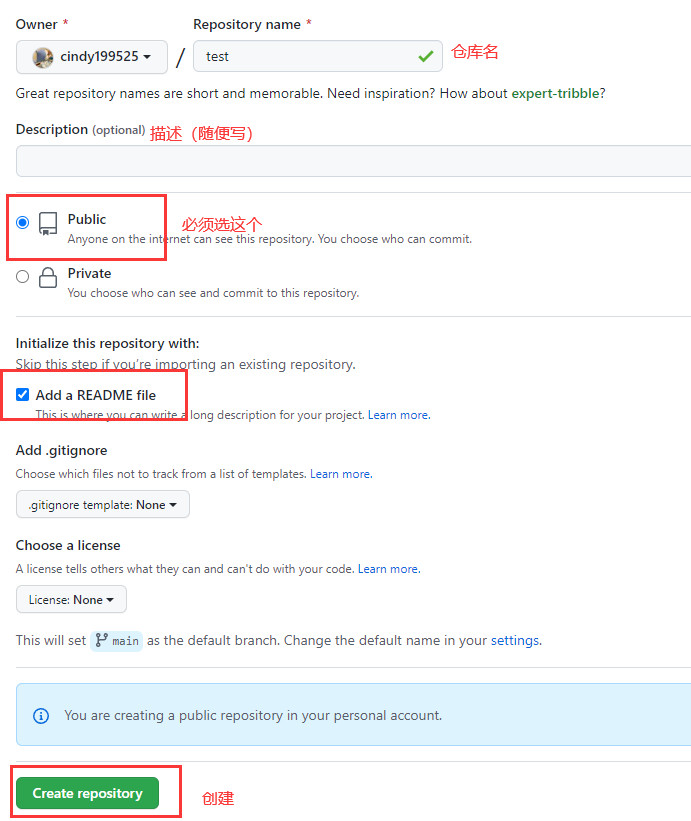 Owner * Repository name *
cindy199525 / test 仓库名
Great repository names are short and memorable. Need inspiration? How about expert-tribble?
Description (optional) 描述（随便写）
Public 必须选这个
Anyone on the internet can see this repository. You choose who can commit.
Private
You choose who can see and commit to this repository.
Initialize this repository with:
Skip this step if you're importing an existing repository.
Add a README file
This is where you can write a long description for your project. Learn more.
Add .gitignore
Choose which files not to track from a list of templates. Learn more.
.gitignore template: None
Choose a license
A license tells others what they can and can't do with your code. Learn more.
License: None
This will set main as the default branch. Change the default name in your settings.
You are creating a public repository in your personal account.
Create repository 创建